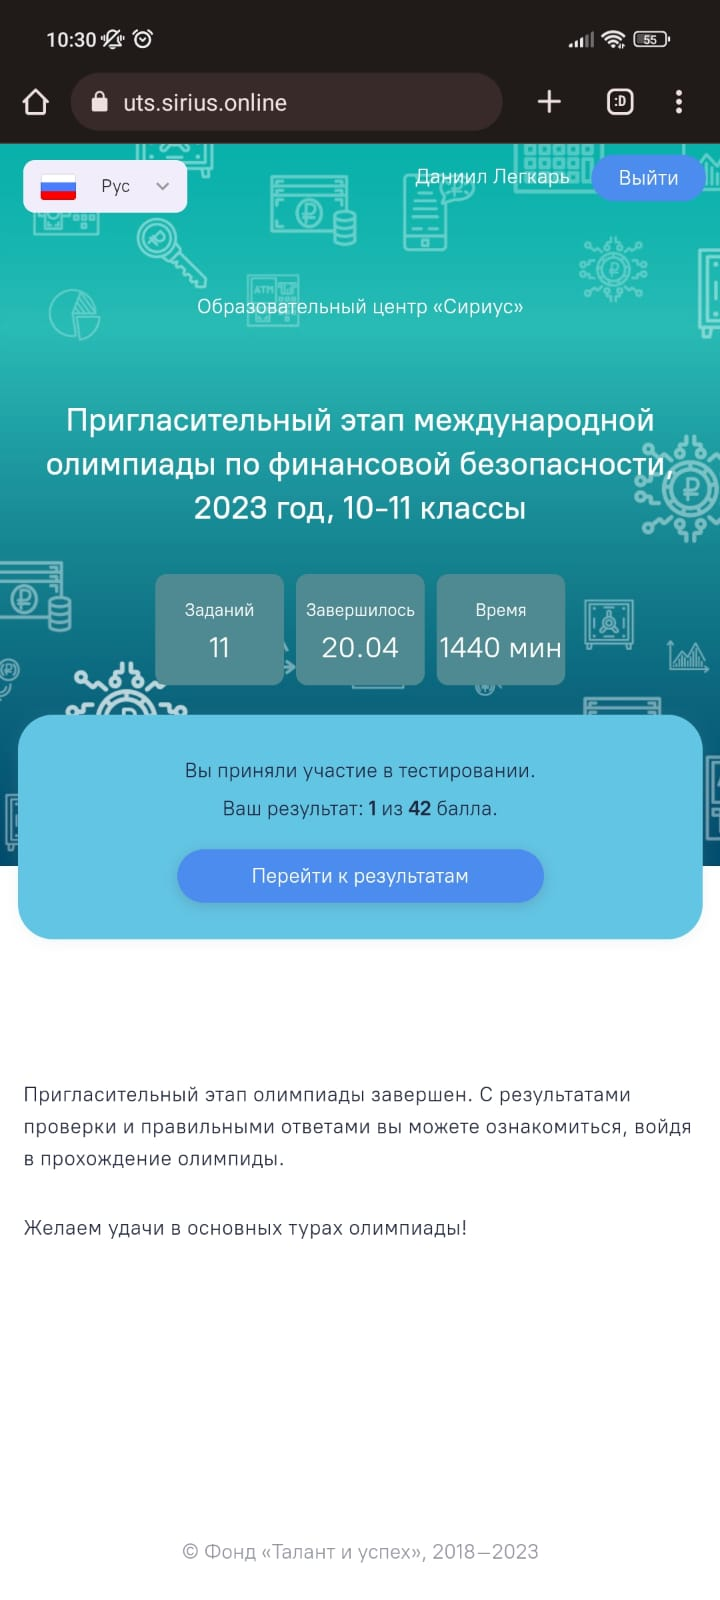 10:30
55
uts.sirius.online
:D
Рус
Даниил Легкарь
Выйти
ATM
Образовательный центр «Сириус»
Пригласительный этап международной
олимпиады по финансовой безопасности,
2023 год, 10-11 классы
Заданий
11
Завершилось
20.04
Время
1440 мин
Вы приняли участие в тестировании.
Ваш результат: 1 из 42 балла.
Перейти к результатам
Пригласительный этап олимпиады завершен. С результатами
проверки и правильными ответами вы можете ознакомиться, войдя
в прохождение олимпиды.
Желаем удачи в основных турах олимпиады!
© Фонд «Талант и успех», 2018—2023